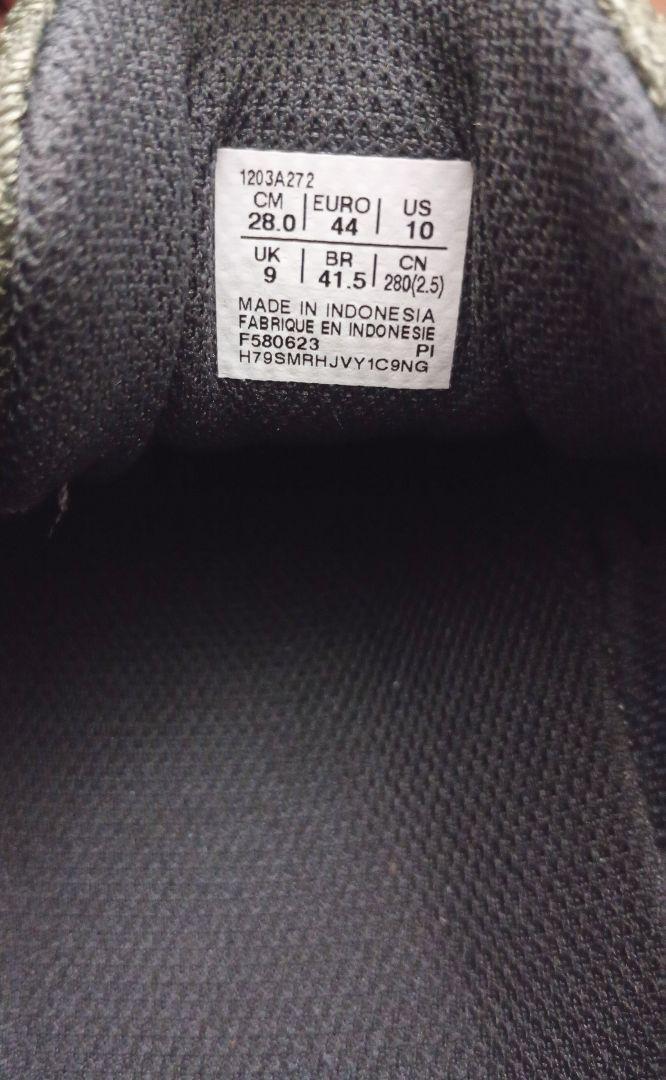 1203A272
CM | EURO | US
28.0 | 44 | 10
UK | BR | CN
9 | 41.5 | 280(2.5)
MADE IN INDONESIA
FABRIQUE EN INDONESIE
F580623 PI
H79SMRHJVY1C9NG